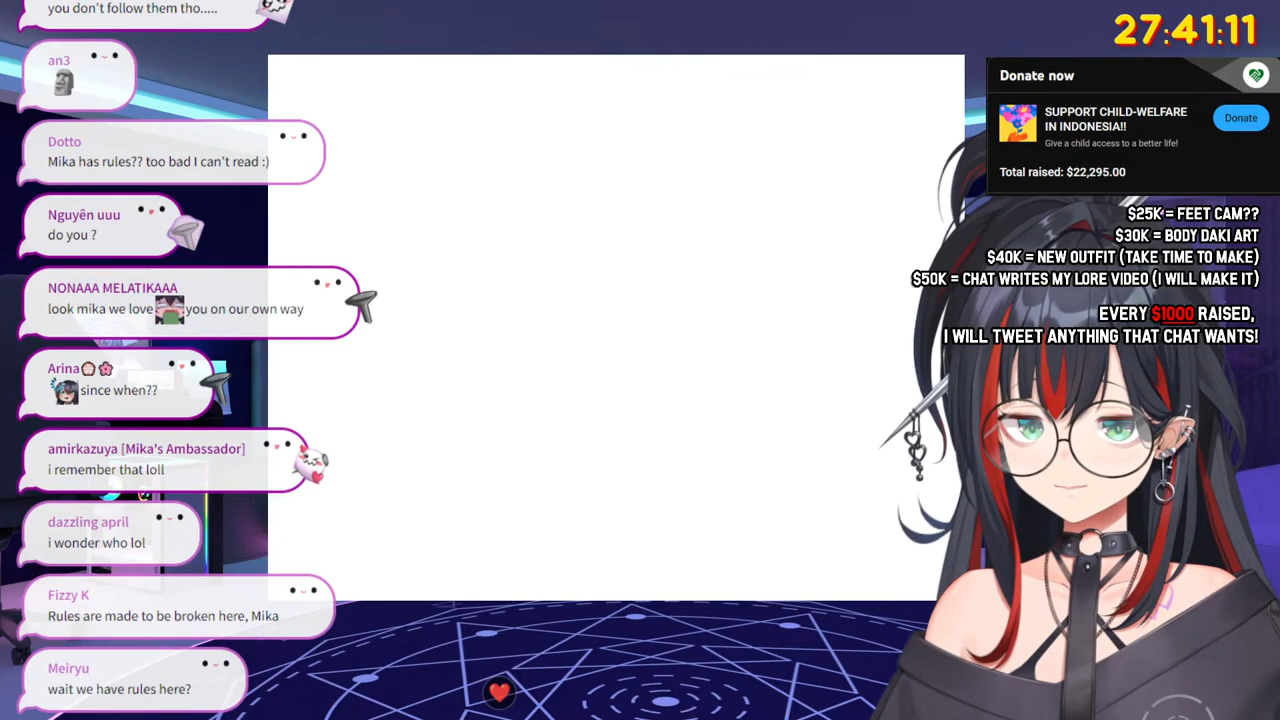 you don't follow them tho.....
an3
Dotto
Mika has rules?? too bad I can't read :)
Nguyên uuu
do you ?
NONAAA MELATIKAAA
look mika we love you on our own way
Arina
since when??
amirkazuya [Mika's Ambassador]
i remember that loll
dazzling april
i wonder who lol
Fizzy K
Rules are made to be broken here, Mika
Meiryu
wait we have rules here?
27:41:11
Donate now
SUPPORT CHILD-WELFARE
IN INDONESIA!!
Give a child access to a better life!
Donate
Total raised: $22,295.00
$25K = FEET CAM??
$30K = BODY DAKI ART
$40K = NEW OUTFIT (TAKE TIME TO MAKE)
$50K = CHAT WRITES MY LORE VIDEO (I WILL MAKE IT)
EVERY $1000 RAISED,
I WILL TWEET ANYTHING THAT CHAT WANTS!